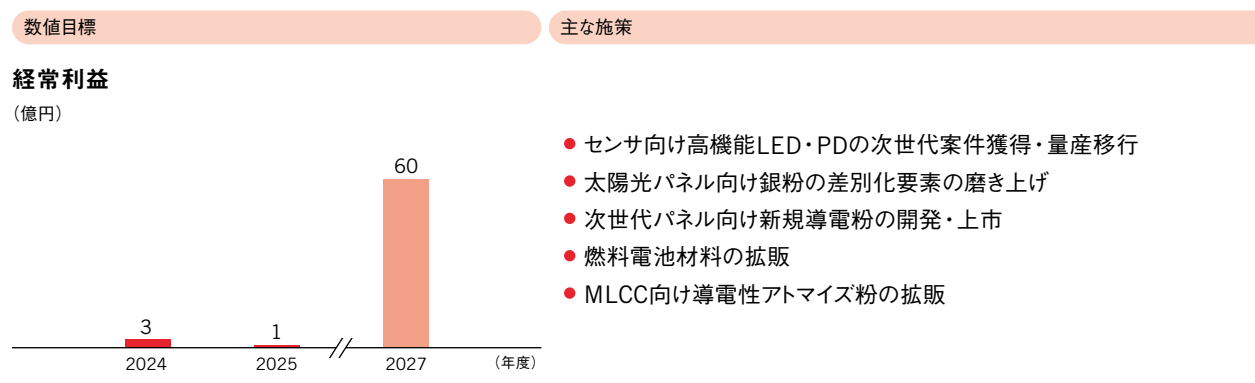 数値目標
主な施策
経常利益
（億円）
60
3
1
2024
2025
2027
（年度）
● センサ向け高機能LED・PDの次世代案件獲得・量産移行
● 太陽光パネル向け銀粉の差別化要素の磨き上げ
● 次世代パネル向け新規導電粉の開発・上市
● 燃料電池材料の拡販
● MLCC向け導電性アトマイズ粉の拡販